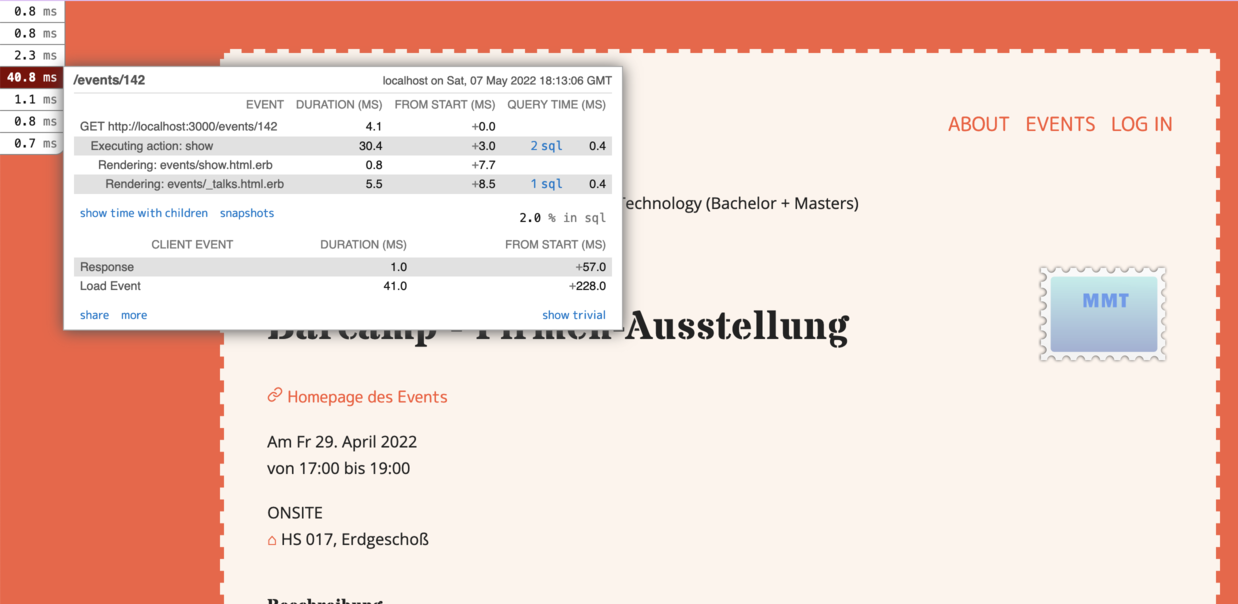 0.8 ms
0.8 ms
2.3 ms
40.8 ms
1.1 ms
0.8 ms
0.7 ms
/events/142 localhost on Sat, 07 May 2022 18:13:06 GMT
EVENT DURATION (MS) FROM START (MS) QUERY TIME (MS)
GET http://localhost:3000/events/142 4.1 +0.0
Executing action: show 30.4 +3.0 2 sql 0.4
Rendering: events/show.html.erb 0.8 +7.7
Rendering: events/_talks.html.erb 5.5 +8.5 1 sql 0.4
show time with children snapshots 2.0 % in sql
CLIENT EVENT DURATION (MS) FROM START (MS)
Response 1.0 +57.0
Load Event 41.0 +228.0
share more show trivial
ABOUT EVENTS LOG IN
Technology (Bachelor + Masters)
MMT
Barcamp - Firmen-Ausstellung
Homepage des Events
Am Fr 29. April 2022
von 17:00 bis 19:00
ONSITE
HS 017, Erdgeschoß
Beschreibung